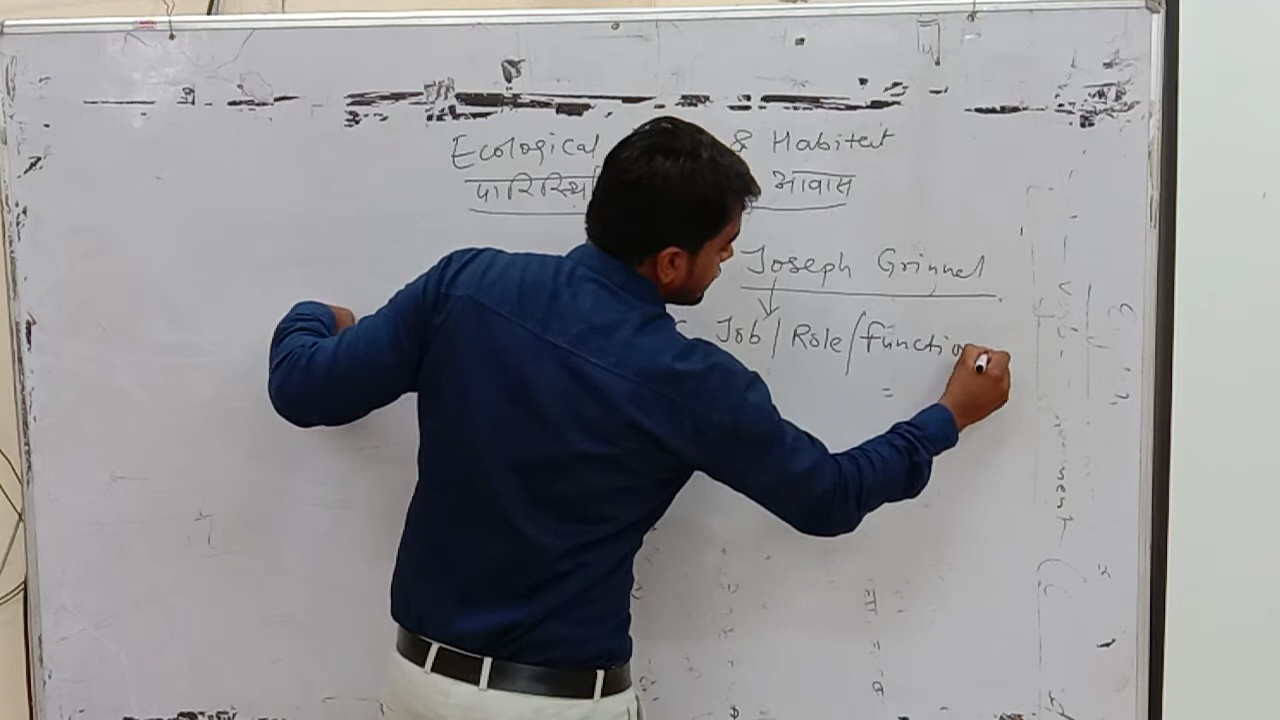 Ecological & Habitat
पारिस्थि आवास
Joseph Grinnel
Job / Role / Functio
=